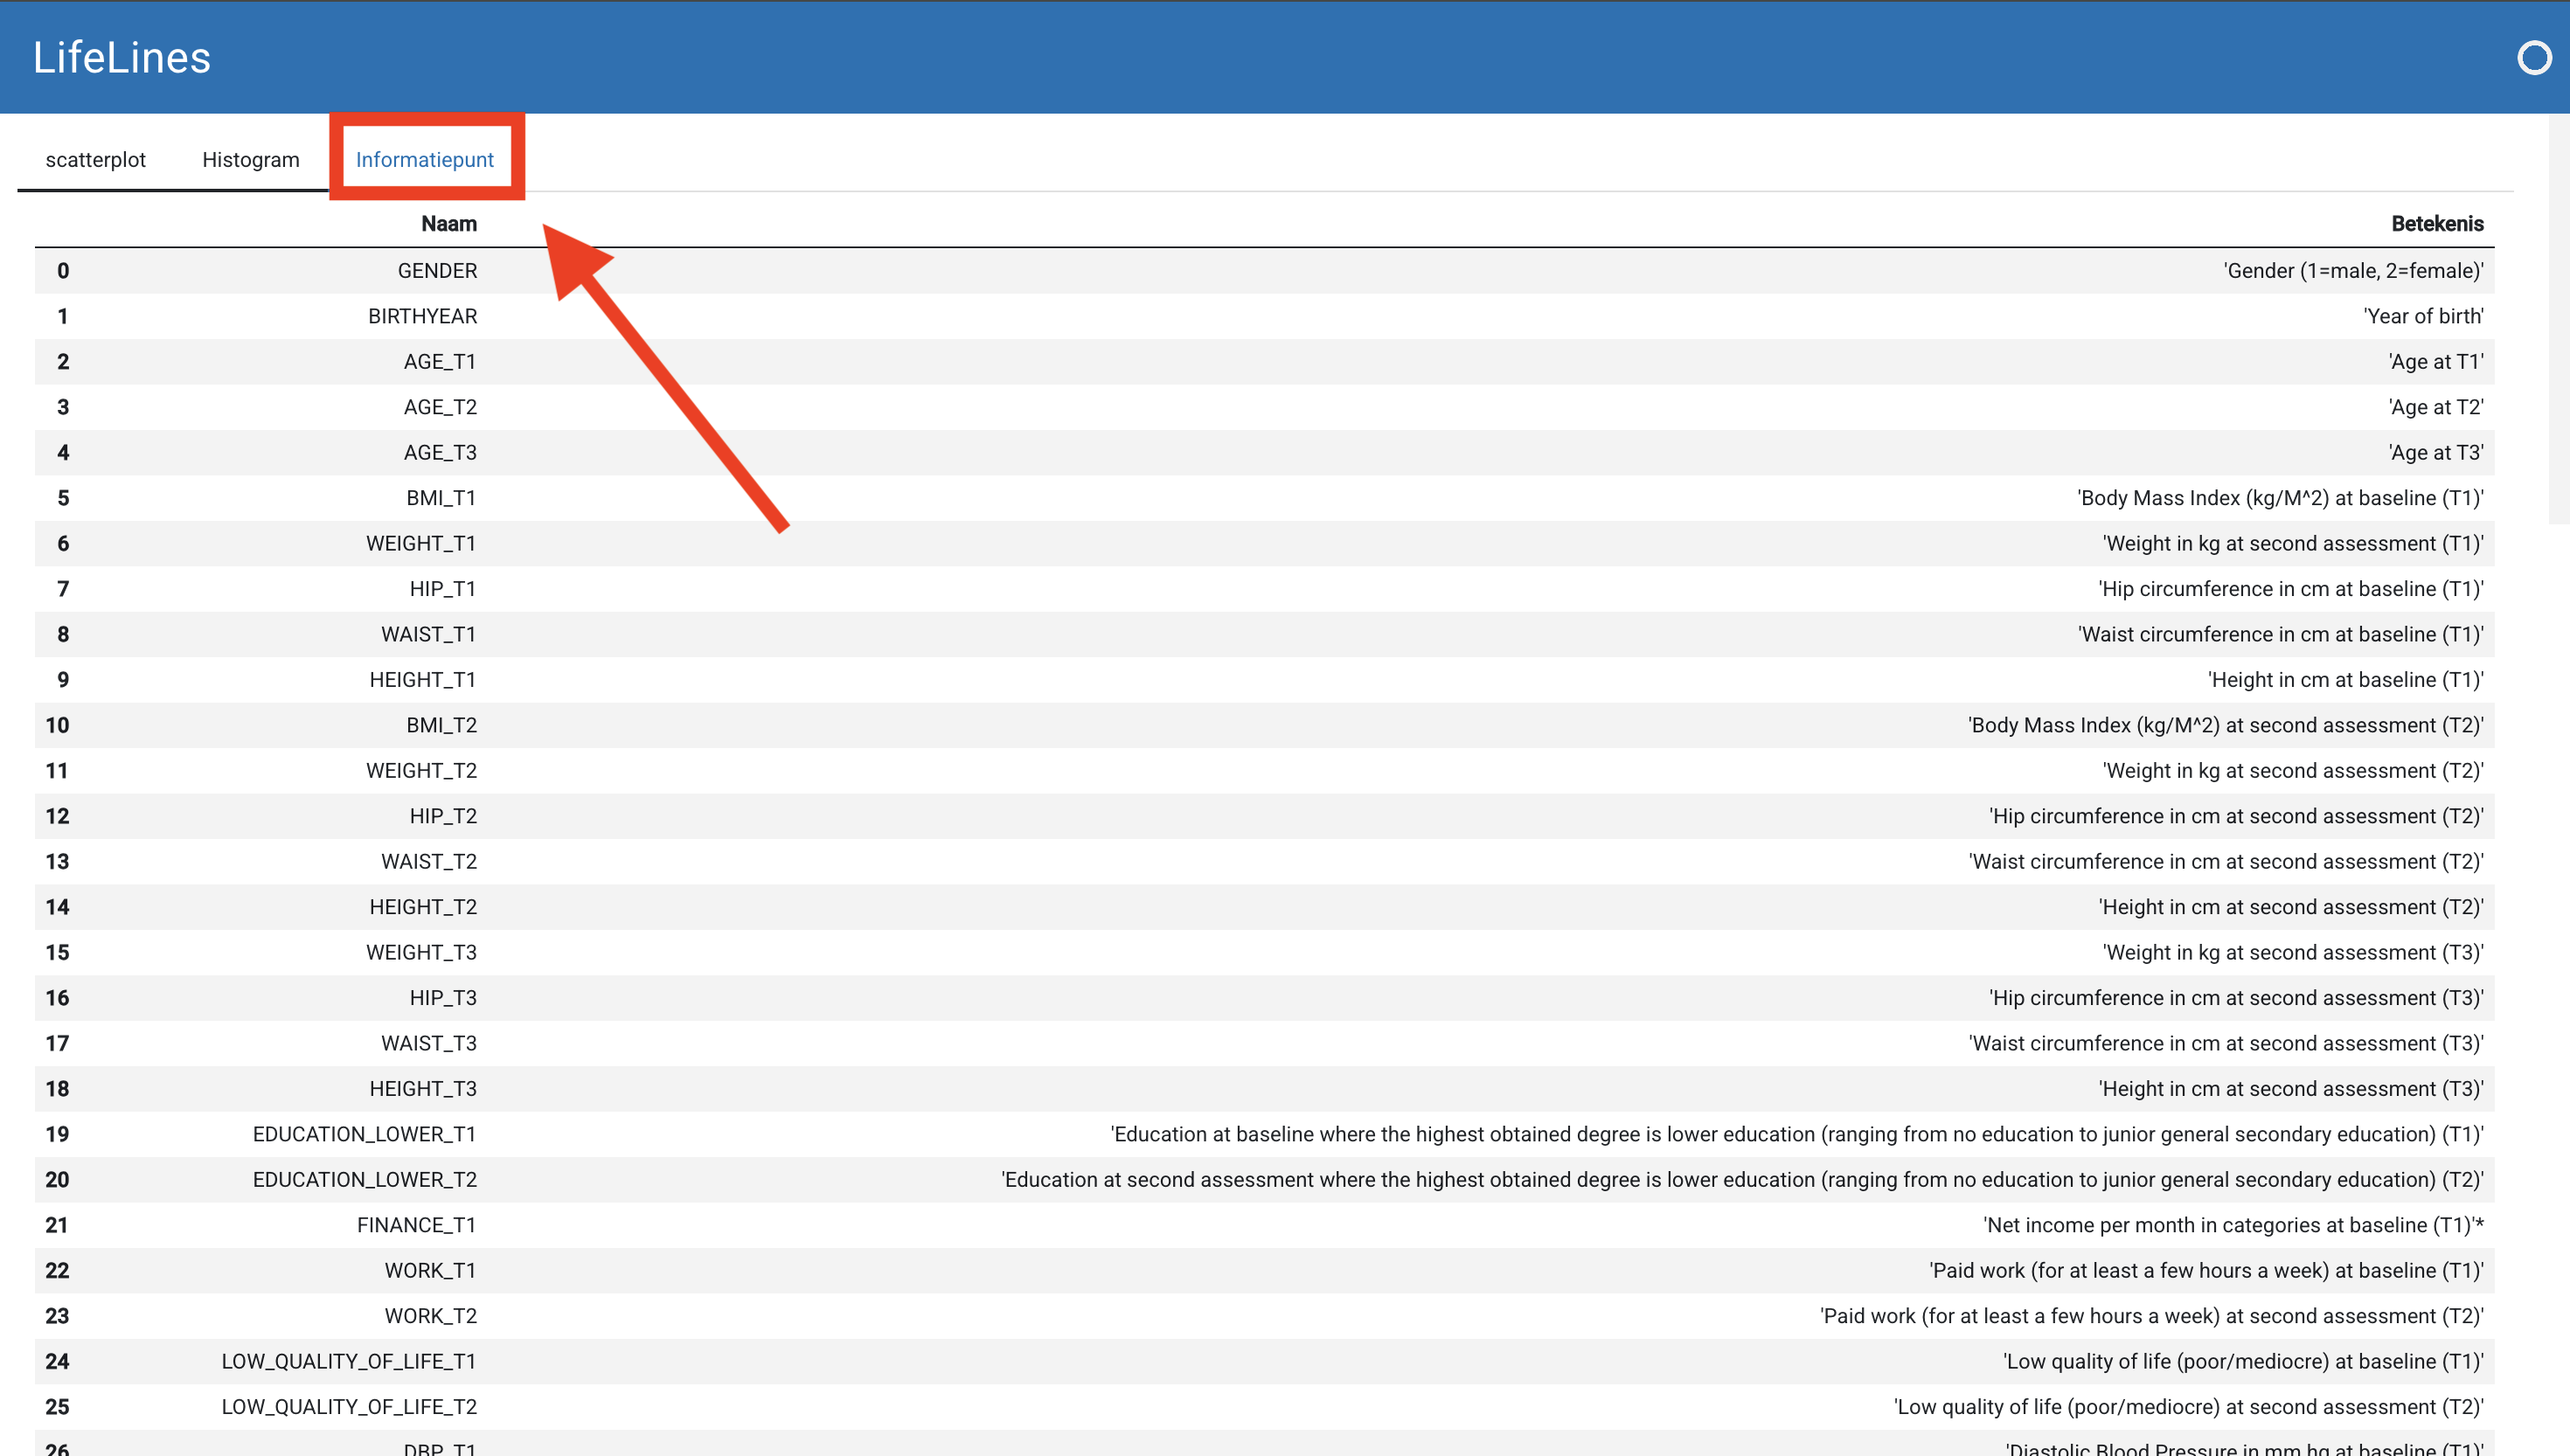 LifeLines
scatterplot Histogram Informatiepunt
Naam Betekenis
0 GENDER 'Gender (1=male, 2=female)'
1 BIRTHYEAR 'Year of birth'
2 AGE_T1 'Age at T1'
3 AGE_T2 'Age at T2'
4 AGE_T3 'Age at T3'
5 BMI_T1 'Body Mass Index (kg/M^2) at baseline (T1)'
6 WEIGHT_T1 'Weight in kg at second assessment (T1)'
7 HIP_T1 'Hip circumference in cm at baseline (T1)'
8 WAIST_T1 'Waist circumference in cm at baseline (T1)'
9 HEIGHT_T1 'Height in cm at baseline (T1)'
10 BMI_T2 'Body Mass Index (kg/M^2) at second assessment (T2)'
11 WEIGHT_T2 'Weight in kg at second assessment (T2)'
12 HIP_T2 'Hip circumference in cm at second assessment (T2)'
13 WAIST_T2 'Waist circumference in cm at second assessment (T2)'
14 HEIGHT_T2 'Height in cm at second assessment (T2)'
15 WEIGHT_T3 'Weight in kg at second assessment (T3)'
16 HIP_T3 'Hip circumference in cm at second assessment (T3)'
17 WAIST_T3 'Waist circumference in cm at second assessment (T3)'
18 HEIGHT_T3 'Height in cm at second assessment (T3)'
19 EDUCATION_LOWER_T1 'Education at baseline where the highest obtained degree is lower education (ranging from no education to junior general secondary education) (T1)'
20 EDUCATION_LOWER_T2 'Education at second assessment where the highest obtained degree is lower education (ranging from no education to junior general secondary education) (T2)'
21 FINANCE_T1 'Net income per month in categories at baseline (T1)'*
22 WORK_T1 'Paid work (for at least a few hours a week) at baseline (T1)'
23 WORK_T2 'Paid work (for at least a few hours a week) at second assessment (T2)'
24 LOW_QUALITY_OF_LIFE_T1 'Low quality of life (poor/mediocre) at baseline (T1)'
25 LOW_QUALITY_OF_LIFE_T2 'Low quality of life (poor/mediocre) at second assessment (T2)'
26 DBP_T1 'Diastolic Blood Pressure in mm hg at baseline (T1)'